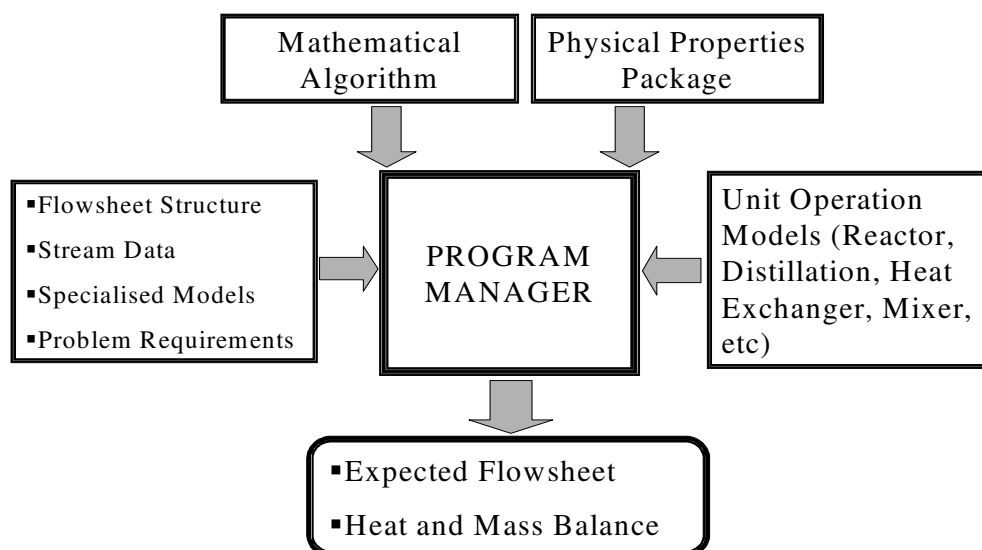 Mathematical
Algorithm
Physical Properties
Package
▪Flowsheet Structure
▪Stream Data
▪Specialised Models
▪Problem Requirements
PROGRAM
MANAGER
Unit Operation
Models (Reactor,
Distillation, Heat
Exchanger, Mixer,
etc)
▪Expected Flowsheet
▪Heat and Mass Balance